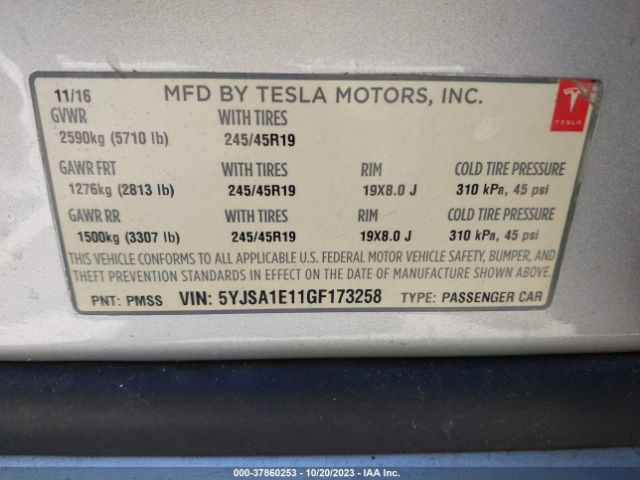 11/16 MFD BY TESLA MOTORS, INC.
GVWR WITH TIRES
2590kg (5710 lb) 245/45R19
TESLA
GAWR FRT WITH TIRES RIM COLD TIRE PRESSURE
1276kg (2813 lb) 245/45R19 19X8.0 J 310 kPa, 45 psi
GAWR RR WITH TIRES RIM COLD TIRE PRESSURE
1500kg (3307 lb) 245/45R19 19X8.0 J 310 kPa, 45 psi
THIS VEHICLE CONFORMS TO ALL APPLICABLE U.S. FEDERAL MOTOR VEHICLE SAFETY, BUMPER, AND
THEFT PREVENTION STANDARDS IN EFFECT ON THE DATE OF MANUFACTURE SHOWN ABOVE.
PNT: PMSS VIN: 5YJSA1E11GF173258 TYPE: PASSENGER CAR
000-37860253 - 10/20/2023 - IAA Inc.